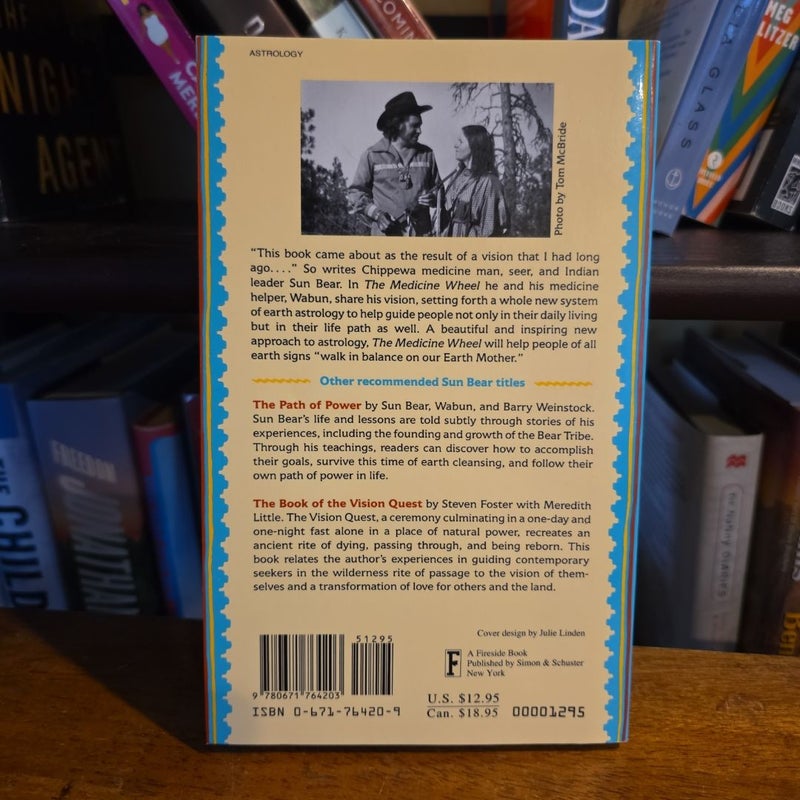 ASTROLOGY
Photo by Tom McBride
“This book came about as the result of a vision that I had long
ago. . . .” So writes Chippewa medicine man, seer, and Indian
leader Sun Bear. In The Medicine Wheel he and his medicine
helper, Wabun, share his vision, setting forth a whole new system
of earth astrology to help guide people not only in their daily living
but in their life path as well. A beautiful and inspiring new
approach to astrology, The Medicine Wheel will help people of all
earth signs “walk in balance on our Earth Mother.”
Other recommended Sun Bear titles
The Path of Power by Sun Bear, Wabun, and Barry Weinstock.
Sun Bear’s life and lessons are told subtly through stories of his
experiences, including the founding and growth of the Bear Tribe.
Through his teachings, readers can discover how to accomplish
their goals, survive this time of earth cleansing, and follow their
own path of power in life.
The Book of the Vision Quest by Steven Foster with Meredith
Little. The Vision Quest, a ceremony culminating in a one-day and
one-night fast alone in a place of natural power, recreates an
ancient rite of dying, passing through, and being reborn. This
book relates the author’s experiences in guiding contemporary
seekers in the wilderness rite of passage to the vision of them-
selves and a transformation of love for others and the land.
Cover design by Julie Linden
51295
9 780671 764203
ISBN 0-671-76420-9
F
A Fireside Book
Published by Simon & Schuster
New York
U.S. $12.95
Can. $18.95
00001295
AGENT
MEG
GLASS
FREEDOM
JONATHAN
THE CHILD